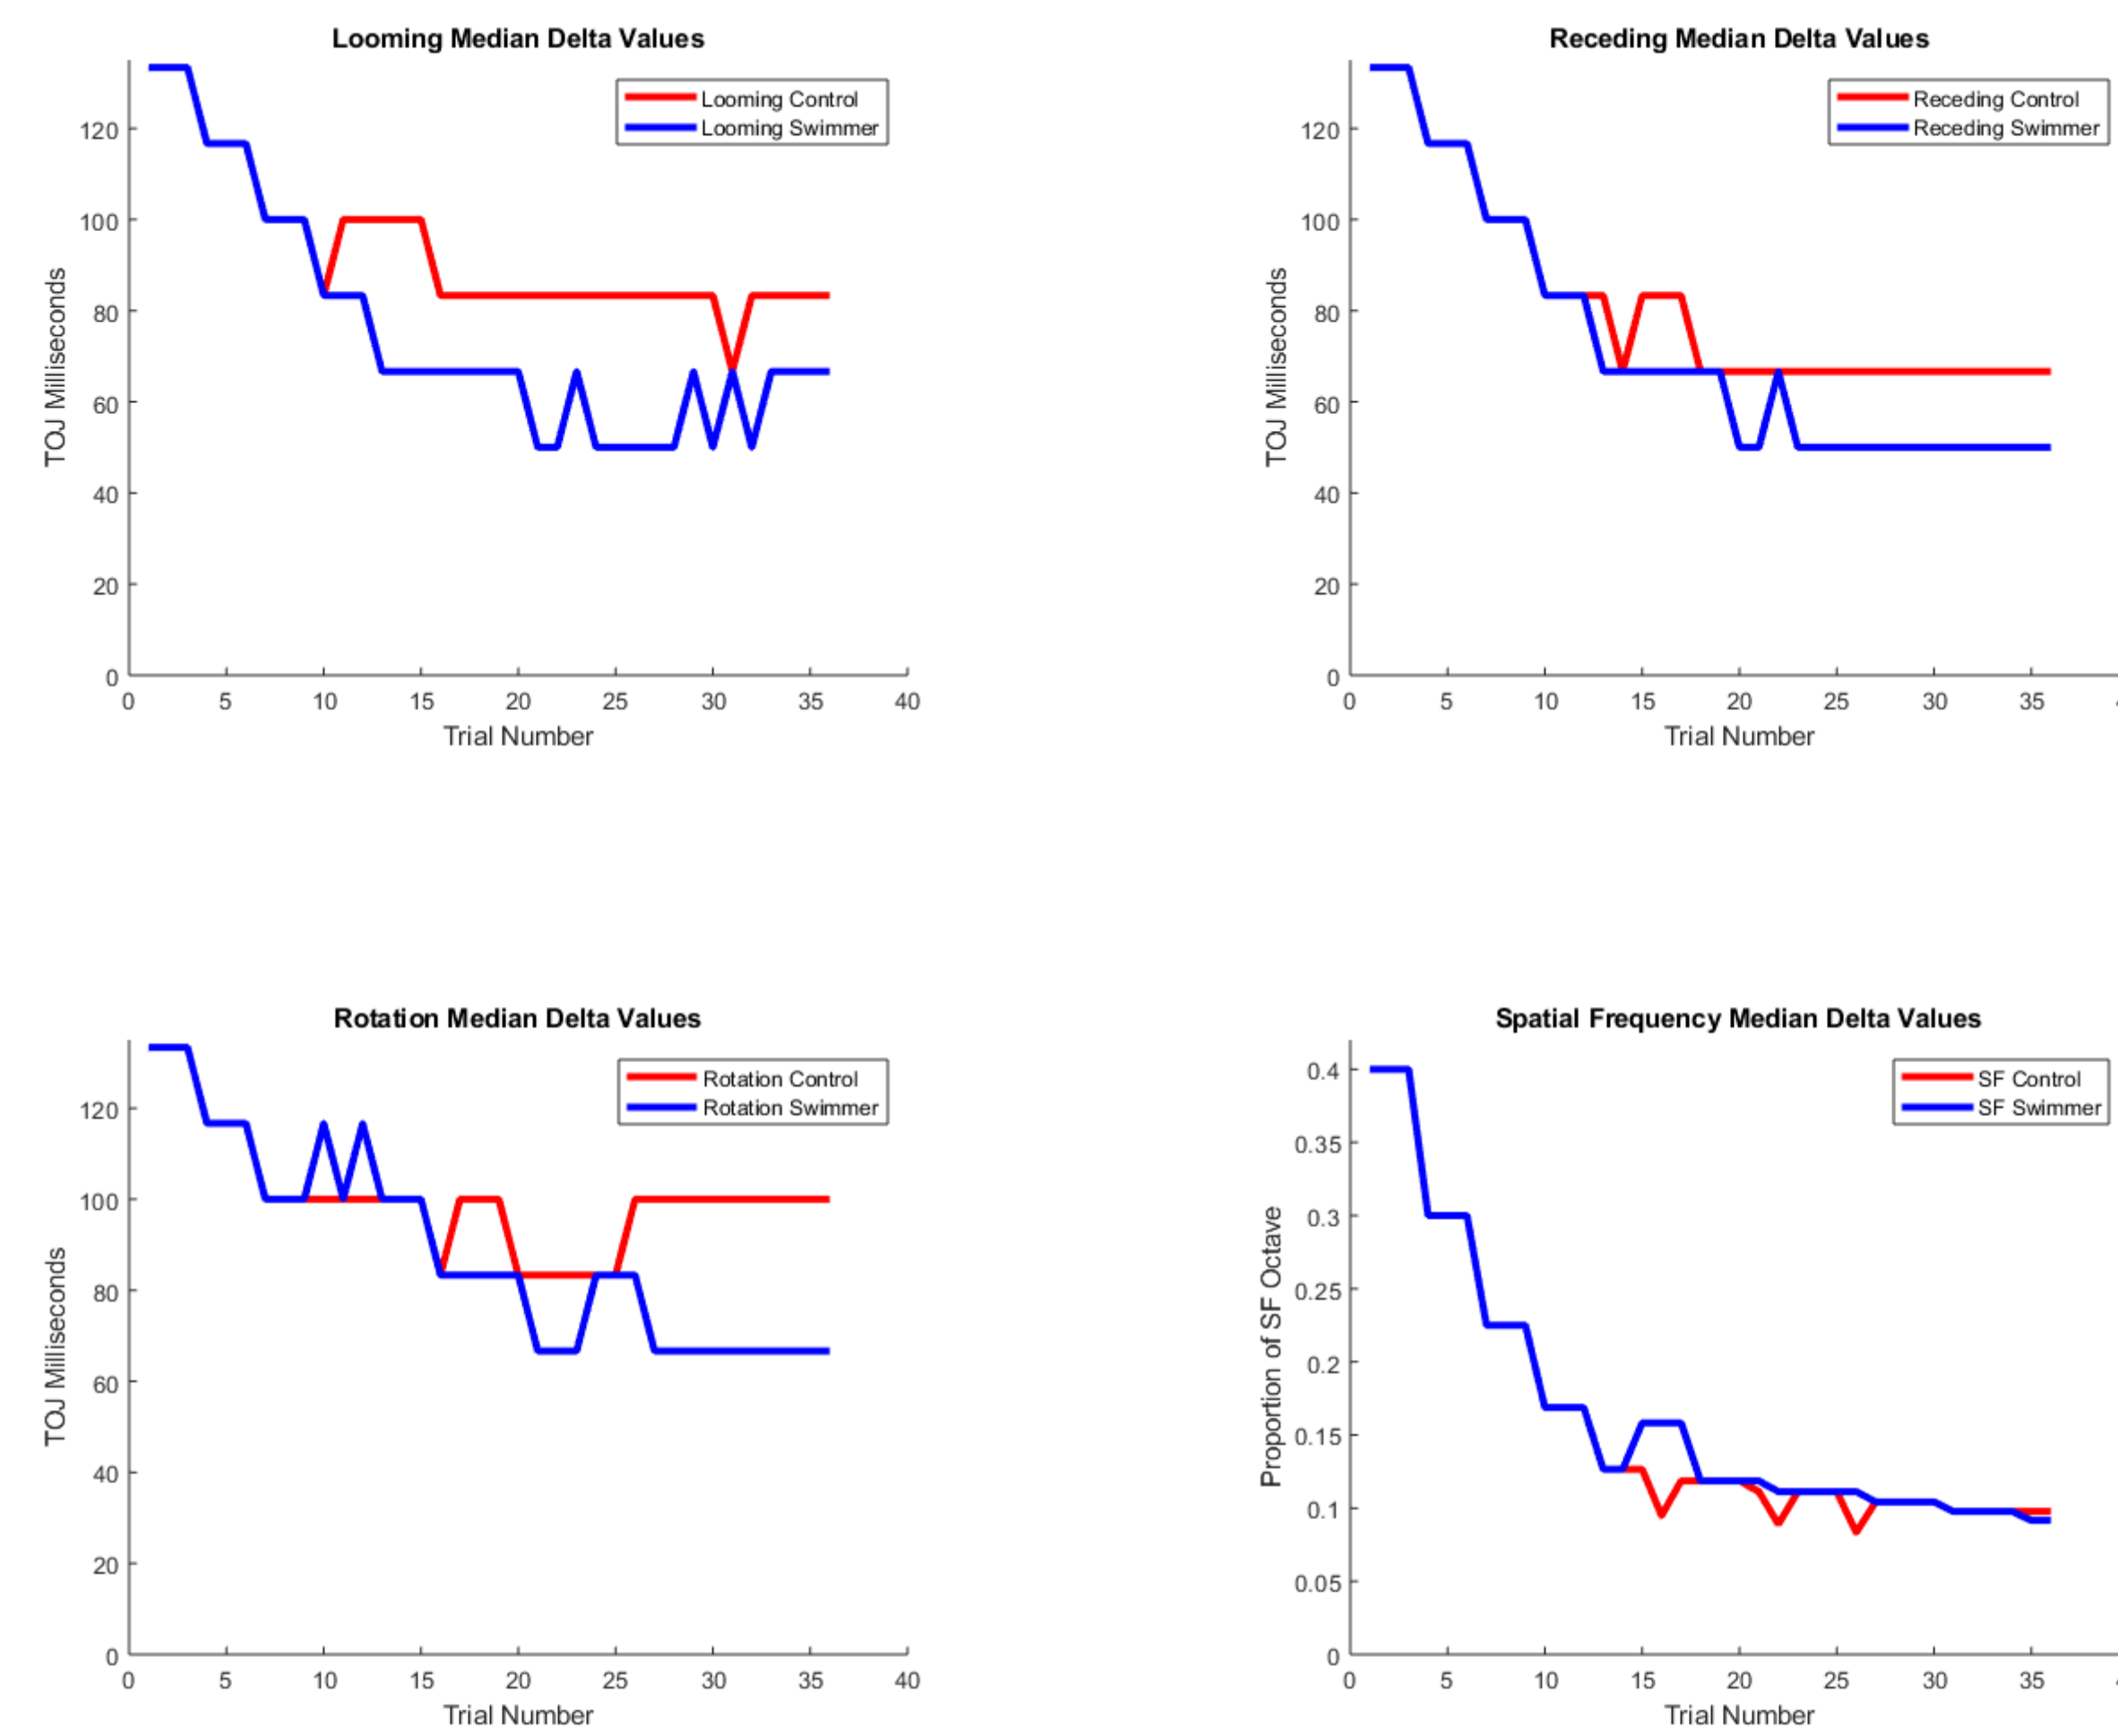 Looming Median Delta Values
Looming Control
Looming Swimmer
TOJ Milliseconds
120
100
80
60
40
20
0
0 5 10 15 20 25 30 35 40
Trial Number
Receding Median Delta Values
Receding Control
Receding Swimmer
TOJ Milliseconds
120
100
80
60
40
20
0
0 5 10 15 20 25 30 35
Trial Number
Rotation Median Delta Values
Rotation Control
Rotation Swimmer
TOJ Milliseconds
120
100
80
60
40
20
0
0 5 10 15 20 25 30 35 40
Trial Number
Spatial Frequency Median Delta Values
SF Control
SF Swimmer
Proportion of SF Octave
0.4
0.35
0.3
0.25
0.2
0.15
0.1
0.05
0
0 5 10 15 20 25 30 35
Trial Number